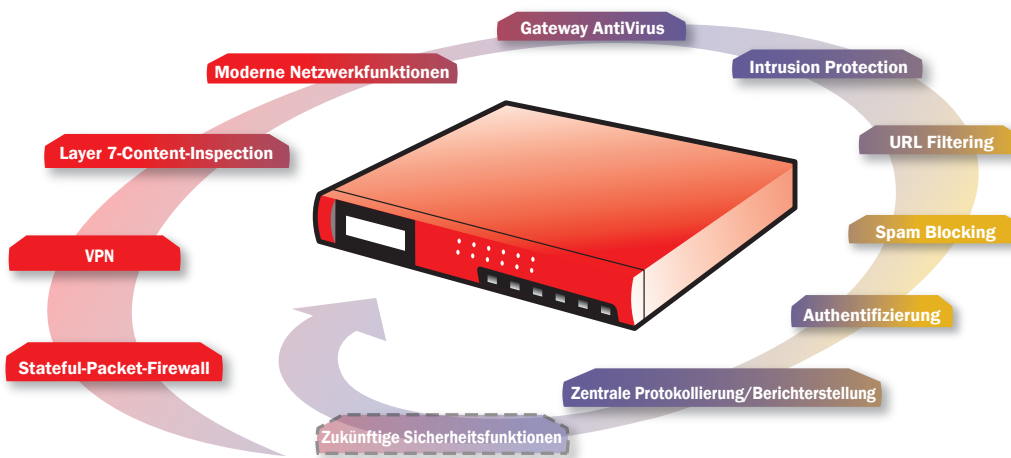 Gateway AntiVirus
Moderne Netzwerkfunktionen
Intrusion Protection
Layer 7-Content-Inspection
URL Filtering
VPN
Spam Blocking
Authentifizierung
Stateful-Packet-Firewall
Zentrale Protokollierung/Berichterstellung
Zukünftige Sicherheitsfunktionen